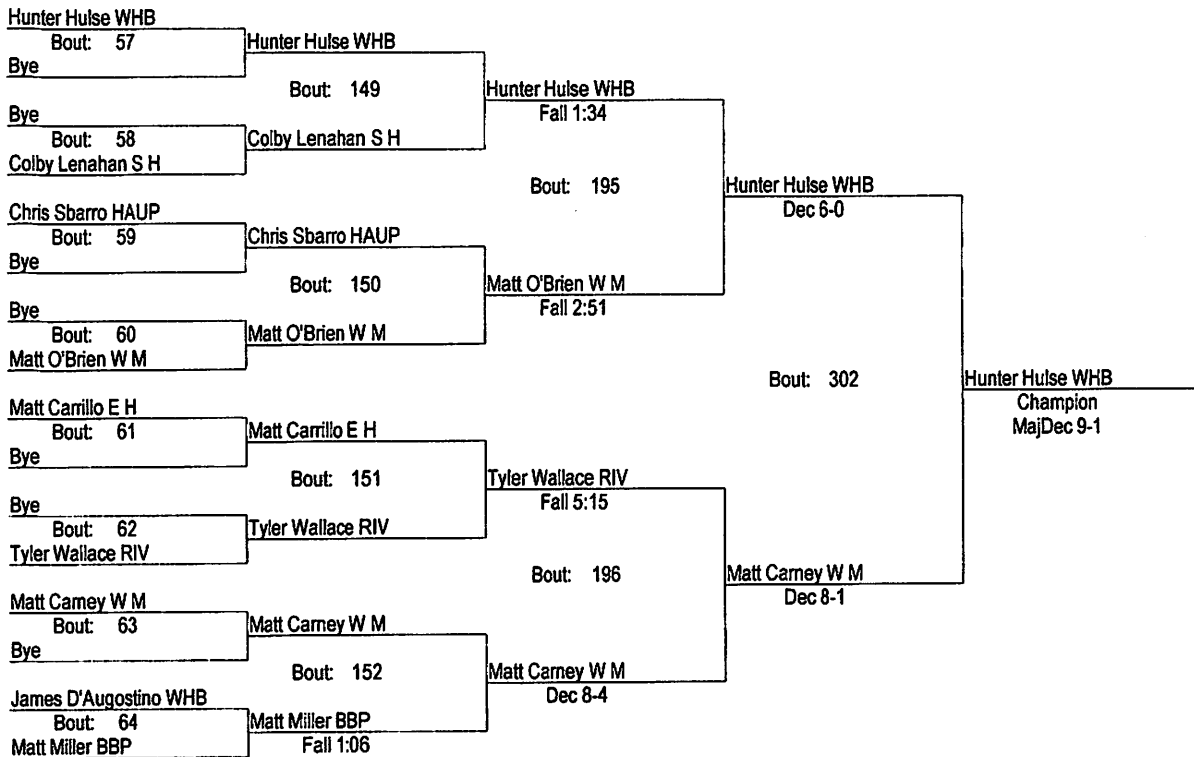 Hunter Hulse WHB
Bout: 57
Bye
Hunter Hulse WHB
Bout: 149
Bye
Bout: 58
Colby Lenahan S H
Colby Lenahan S H
Hunter Hulse WHB
Fall 1:34
Bout: 195
Chris Sbarro HAUP
Bout: 59
Bye
Chris Sbarro HAUP
Bout: 150
Bye
Bout: 60
Matt O'Brien W M
Matt O'Brien W M
Matt O'Brien W M
Fall 2:51
Hunter Hulse WHB
Dec 6-0
Bout: 302
Matt Carrillo E H
Bout: 61
Bye
Matt Carrillo E H
Bout: 151
Bye
Bout: 62
Tyler Wallace RIV
Tyler Wallace RIV
Tyler Wallace RIV
Fall 5:15
Bout: 196
Matt Carney W M
Bout: 63
Bye
Matt Carney W M
Bout: 152
James D'Augostino WHB
Bout: 64
Matt Miller BBP
Matt Miller BBP
Fall 1:06
Matt Carney W M
Dec 8-4
Matt Carney W M
Dec 8-1
Hunter Hulse WHB
Champion
MajDec 9-1